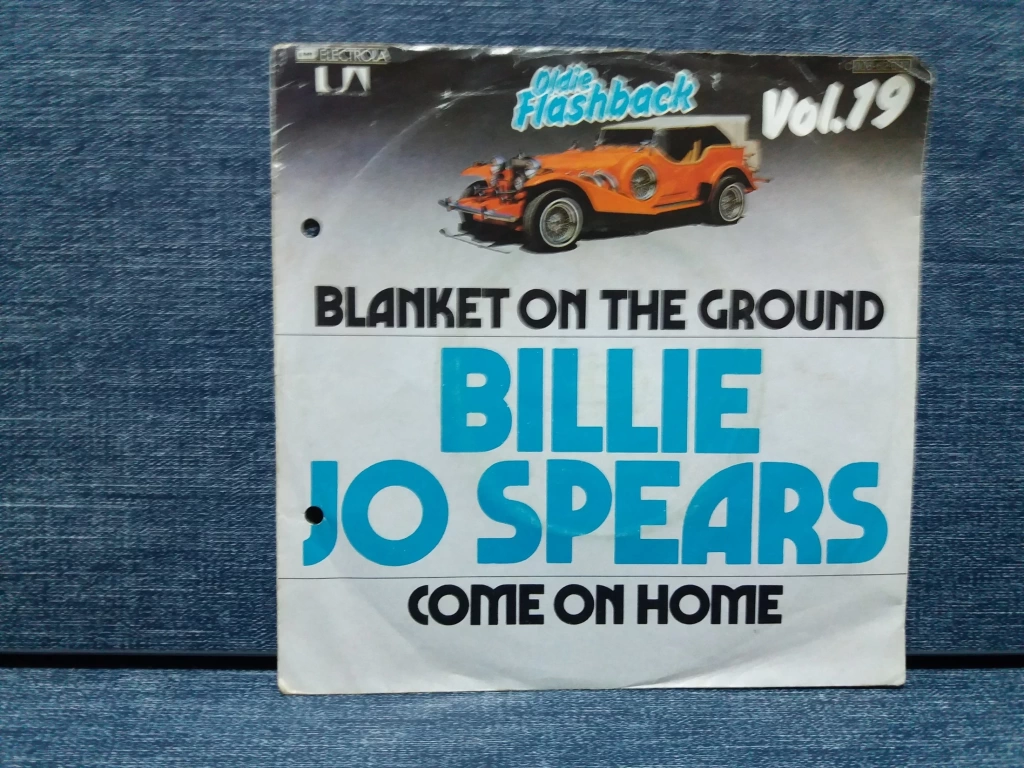 ELECTROLA
UA
Oldie
Flashback
Vol.19
BLANKET ON THE GROUND
BILLIE
JO SPEARS
COME ON HOME